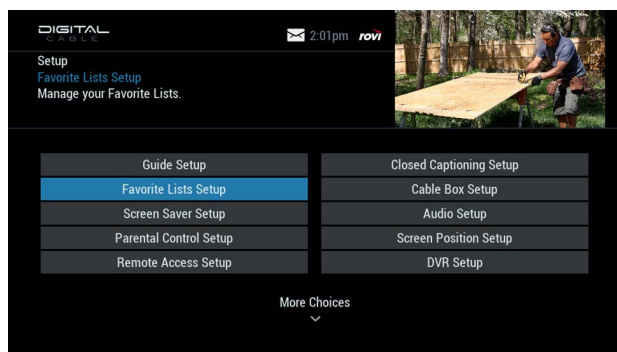 DIGITAL
CABLE
2:01pm rovi
Setup
Favorite Lists Setup
Manage your Favorite Lists.
Guide Setup
Closed Captioning Setup
Favorite Lists Setup
Cable Box Setup
Screen Saver Setup
Audio Setup
Parental Control Setup
Screen Position Setup
Remote Access Setup
DVR Setup
More Choices